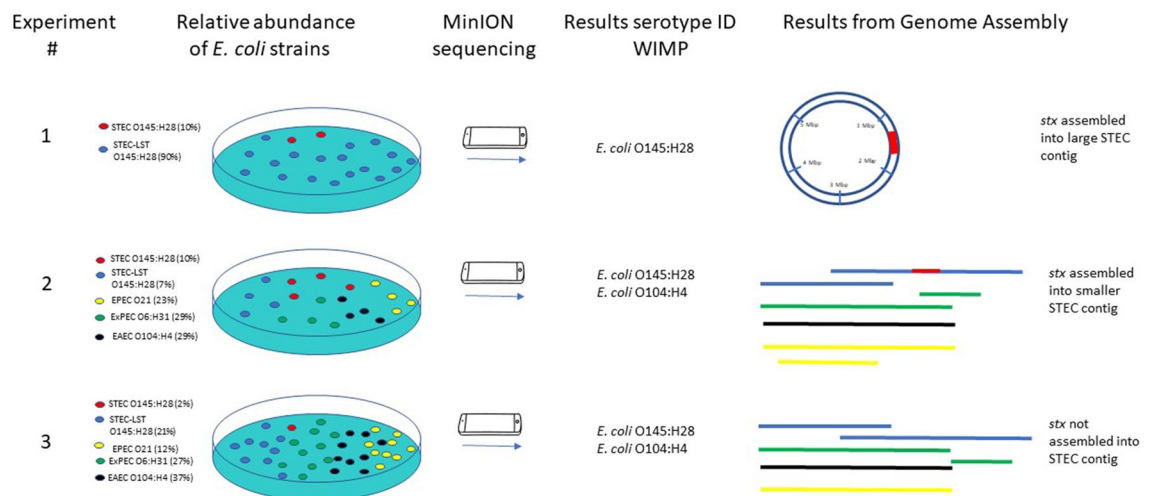 Experiment
#
Relative abundance
of E. coli strains
MinION
sequencing
Results serotype ID
WIMP
Results from Genome Assembly
1
STEC O145:H28 (10%)
STEC-LST
O145:H28(90%)
E. coli O145:H28
5 Mbp
1 Mbp
4 Mbp
2 Mbp
3 Mbp
stx assembled
into large STEC
contig
2
STEC O145:H28 (10%)
STEC-LST
O145:H28 (7%)
EPEC O21 (23%)
ExPEC O6:H31 (29%)
EAEC O104:H4 (29%)
E. coli O145:H28
E. coli O104:H4
stx assembled
into smaller
STEC contig
3
STEC O145:H28 (2%)
STEC-LST
O145:H28 (21%)
EPEC O21 (12%)
ExPEC O6:H31 (27%)
EAEC O104:H4 (37%)
E. coli O145:H28
E. coli O104:H4
stx not
assembled into
STEC contig